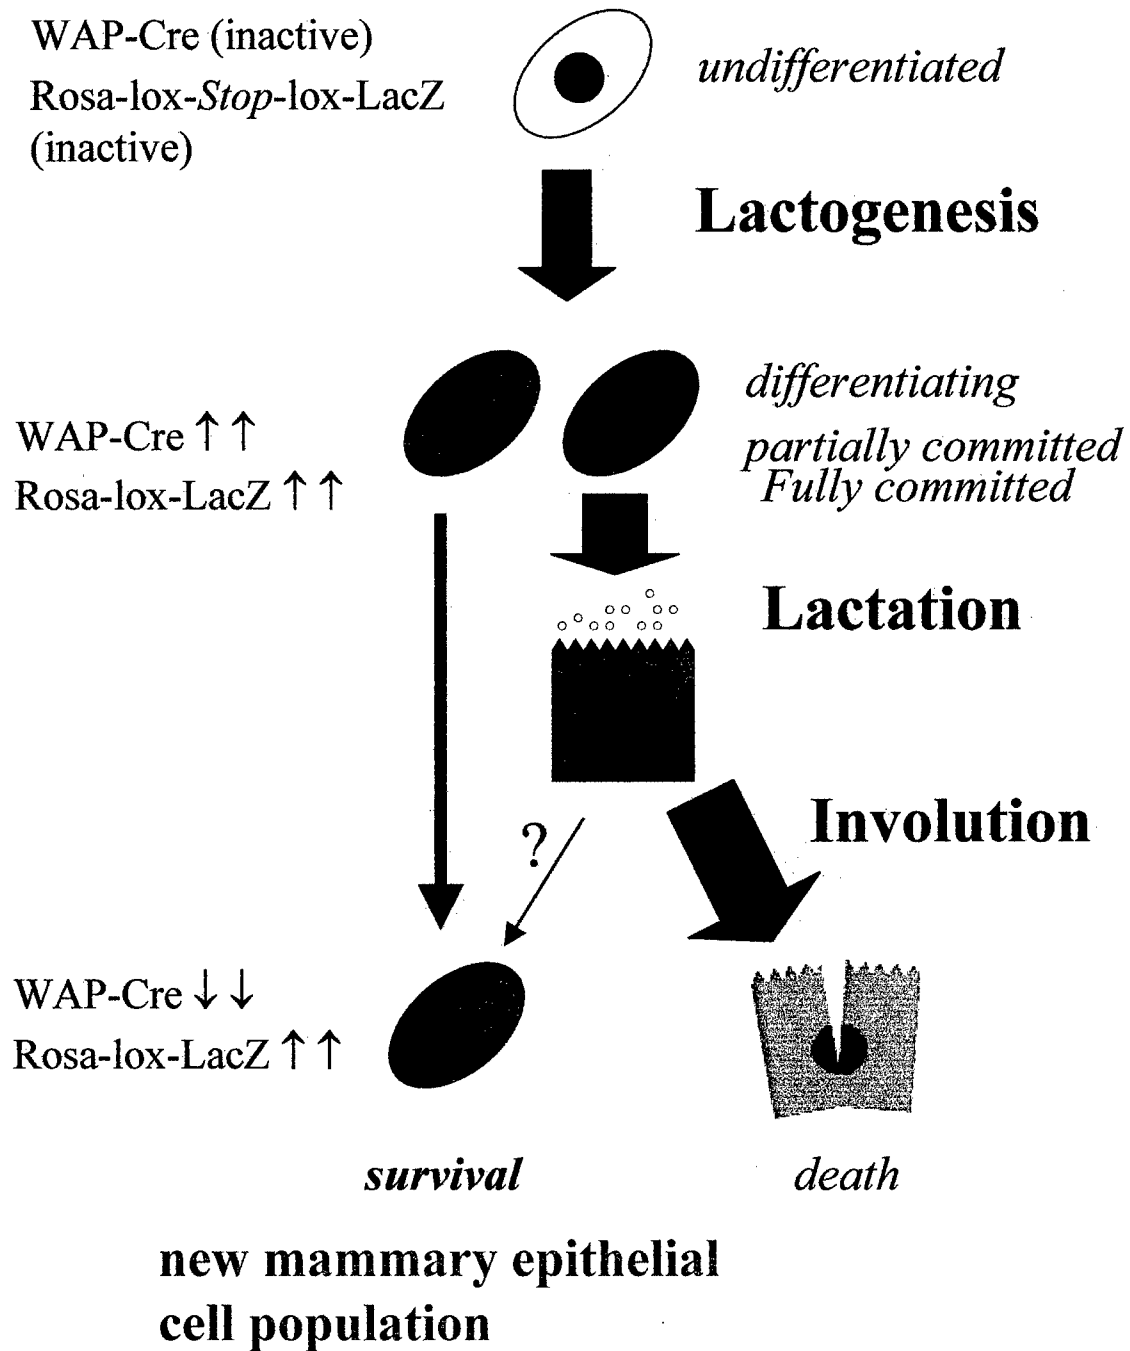 WAP-Cre (inactive)
Rosa-lox-Stop-lox-LacZ
(inactive)
undifferentiated
Lactogenesis
WAP-Cre ↑ ↑
Rosa-lox-LacZ ↑ ↑
differentiating
partially committed
Fully committed
Lactation
Involution
?
WAP-Cre ↓ ↓
Rosa-lox-LacZ ↑ ↑
survival
death
new mammary epithelial
cell population